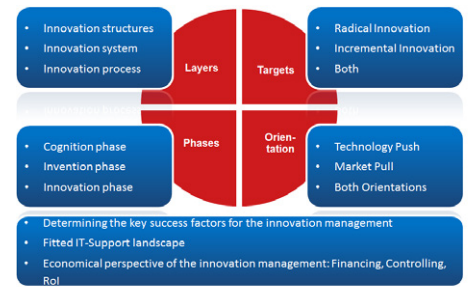 Innovation structures
Innovation system
Innovation process
Layers
Targets
Radical Innovation
Incremental Innovation
Both
Cognition phase
Invention phase
Innovation phase
Phases
Orien-
tation
Technology Push
Market Pull
Both Orientations
Determining the key success factors for the innovation management
Fitted IT-Support landscape
Economical perspective of the innovation management: Financing, Controlling,
RoI